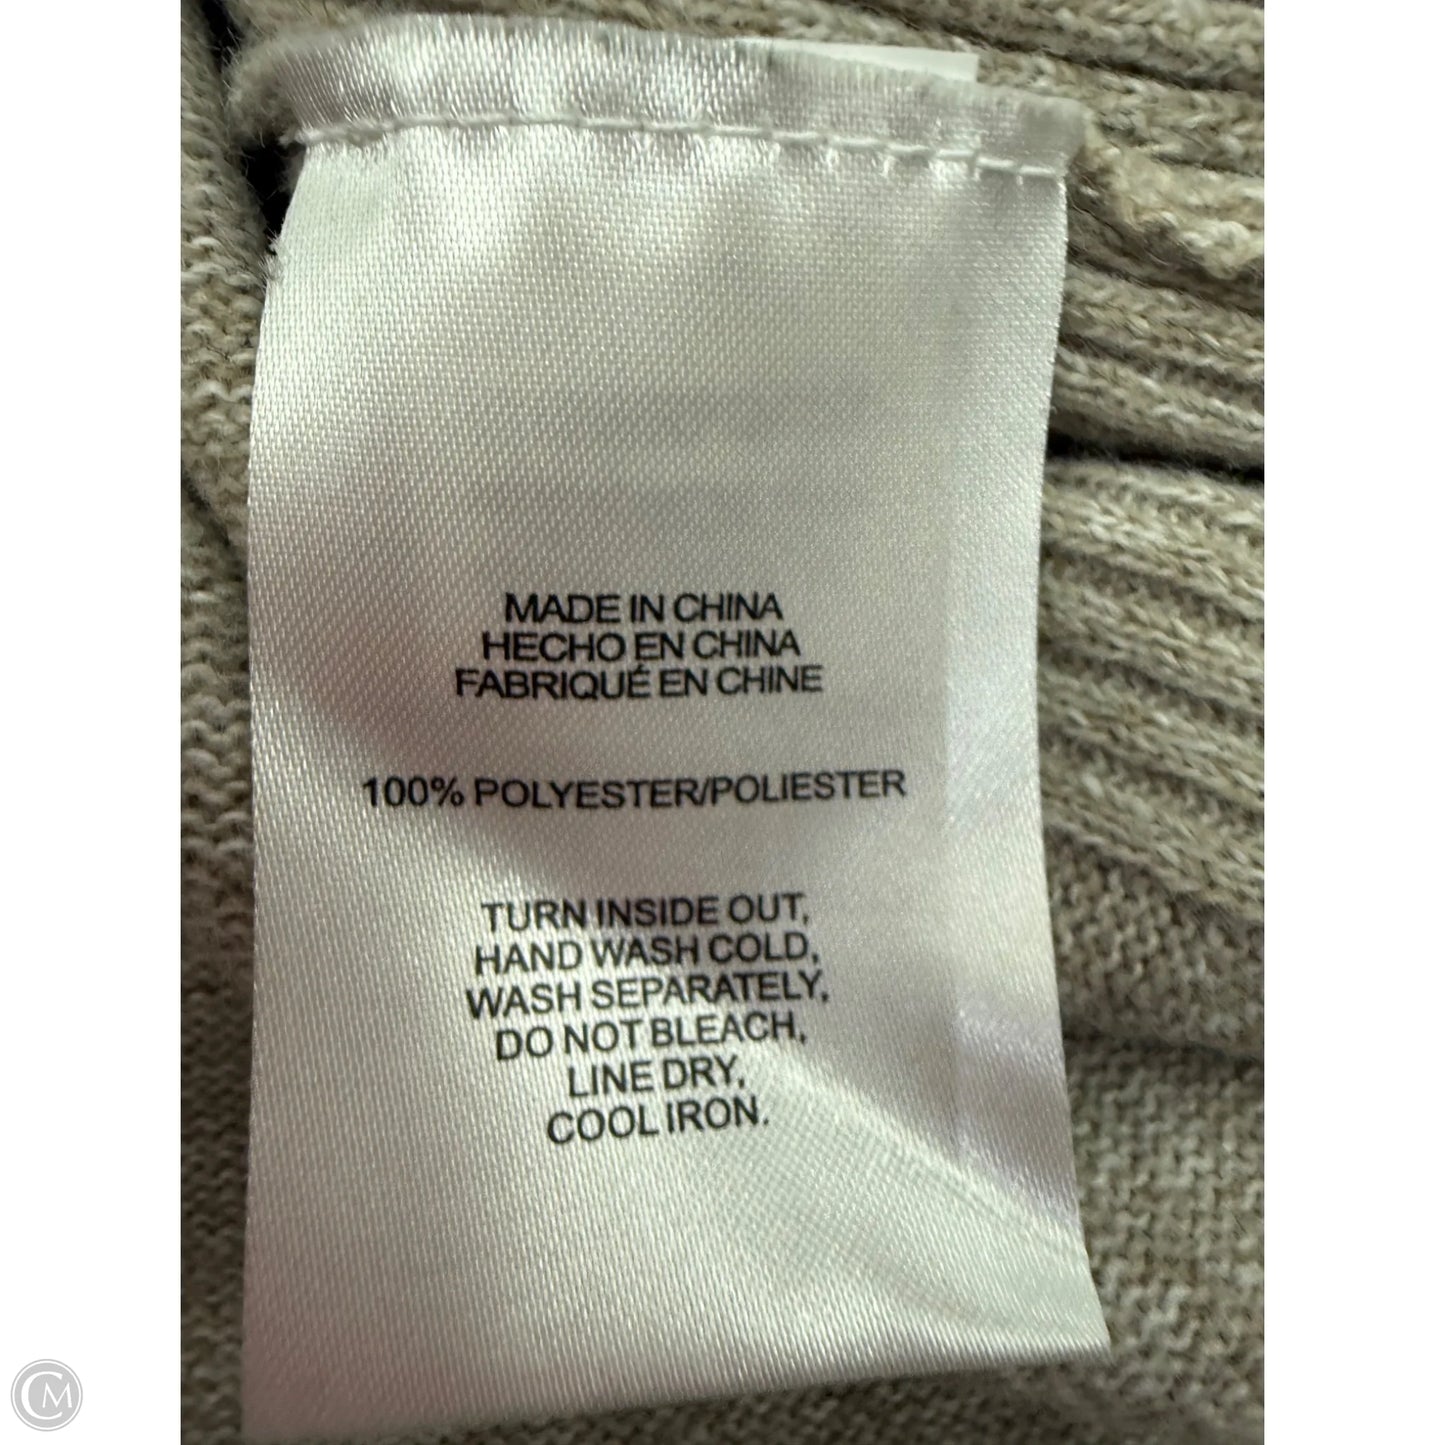 MADE IN CHINA
HECHO EN CHINA
FABRIQUÉ EN CHINE
100% POLYESTER/POLIESTER
TURN INSIDE OUT,
HAND WASH COLD,
WASH SEPARATELY,
DO NOT BLEACH,
LINE DRY,
COOL IRON.
CM